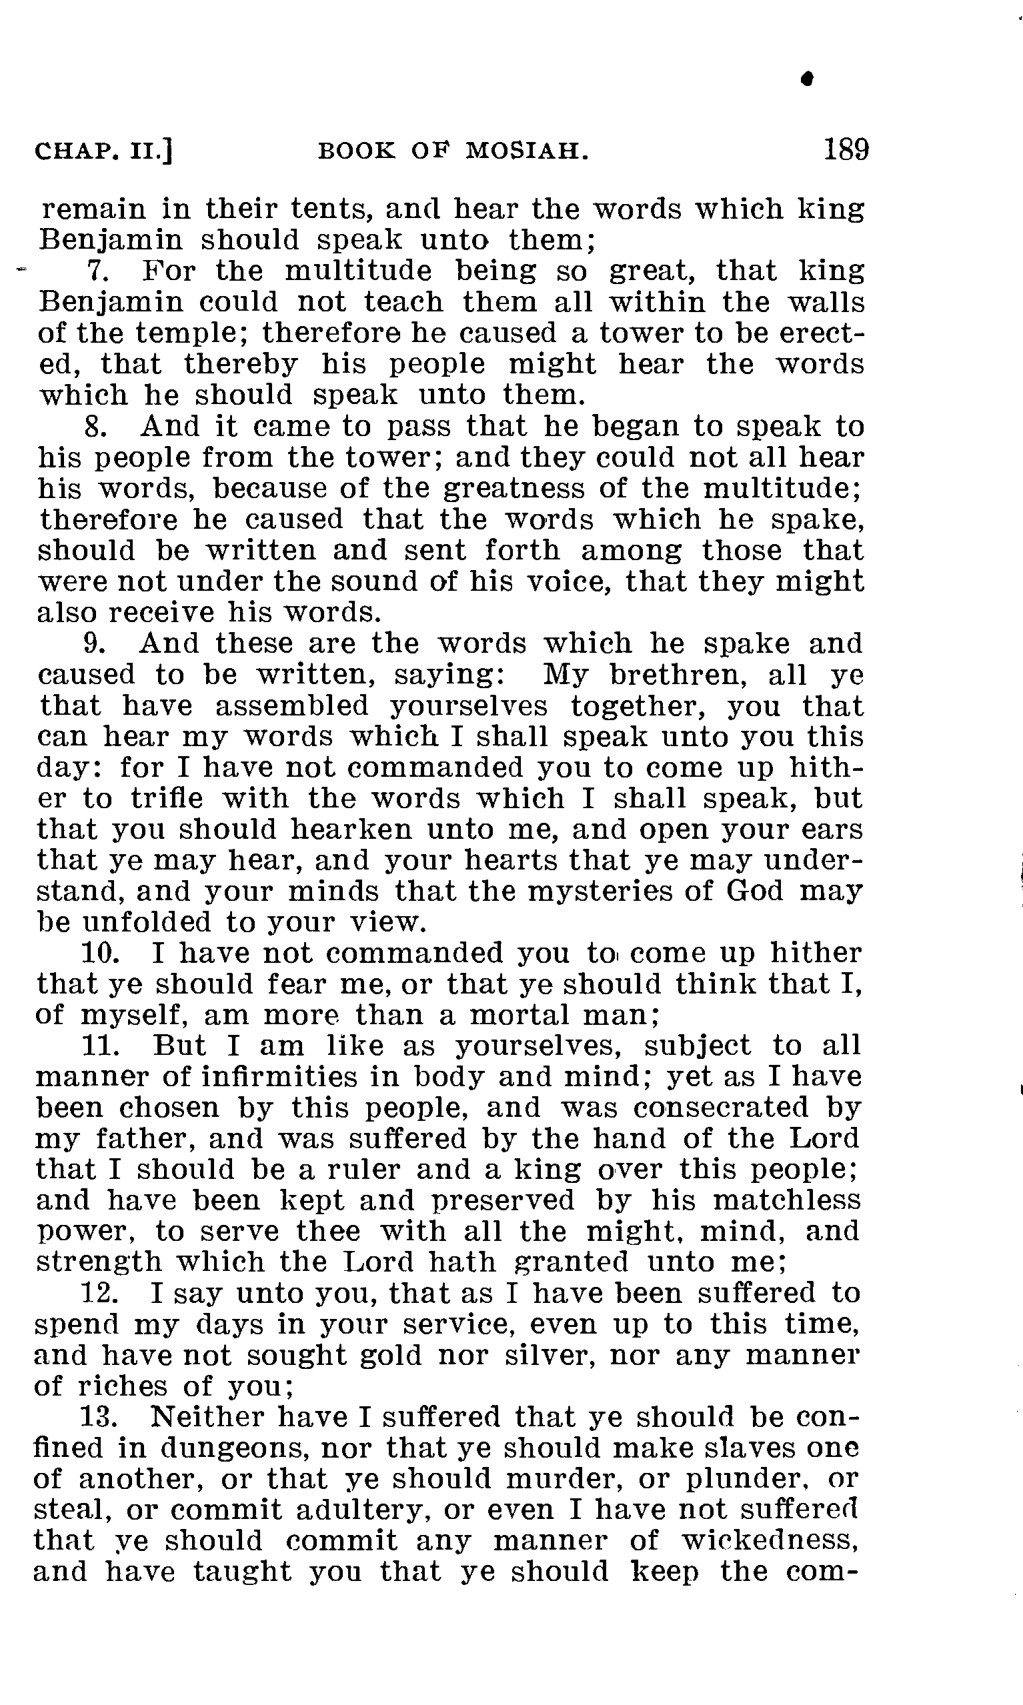 CHAP. II.] BOOK OF MOSIAH. 189
remain in their tents, and hear the words which king
Benjamin should speak unto them;
7. For the multitude being so great, that king
Benjamin could not teach them all within the walls
of the temple; therefore he caused a tower to be erect-
ed, that thereby his people might hear the words
which he should speak unto them.
8. And it came to pass that he began to speak to
his people from the tower; and they could not all hear
his words, because of the greatness of the multitude;
therefore he caused that the words which he spake,
should be written and sent forth among those that
were not under the sound of his voice, that they might
also receive his words.
9. And these are the words which he spake and
caused to be written, saying: My brethren, all ye
that have assembled yourselves together, you that
can hear my words which I shall speak unto you this
day: for I have not commanded you to come up hith-
er to trifle with the words which I shall speak, but
that you should hearken unto me, and open your ears
that ye may hear, and your hearts that ye may under-
stand, and your minds that the mysteries of God may
be unfolded to your view.
10. I have not commanded you to come up hither
that ye should fear me, or that ye should think that I,
of myself, am more than a mortal man;
11. But I am like as yourselves, subject to all
manner of infirmities in body and mind; yet as I have
been chosen by this people, and was consecrated by
my father, and was suffered by the hand of the Lord
that I should be a ruler and a king over this people;
and have been kept and preserved by his matchless
power, to serve thee with all the might, mind, and
strength which the Lord hath granted unto me;
12. I say unto you, that as I have been suffered to
spend my days in your service, even up to this time,
and have not sought gold nor silver, nor any manner
of riches of you;
13. Neither have I suffered that ye should be con-
fined in dungeons, nor that ye should make slaves one
of another, or that ye should murder, or plunder, or
steal, or commit adultery, or even I have not suffered
that ye should commit any manner of wickedness,
and have taught you that ye should keep the com-